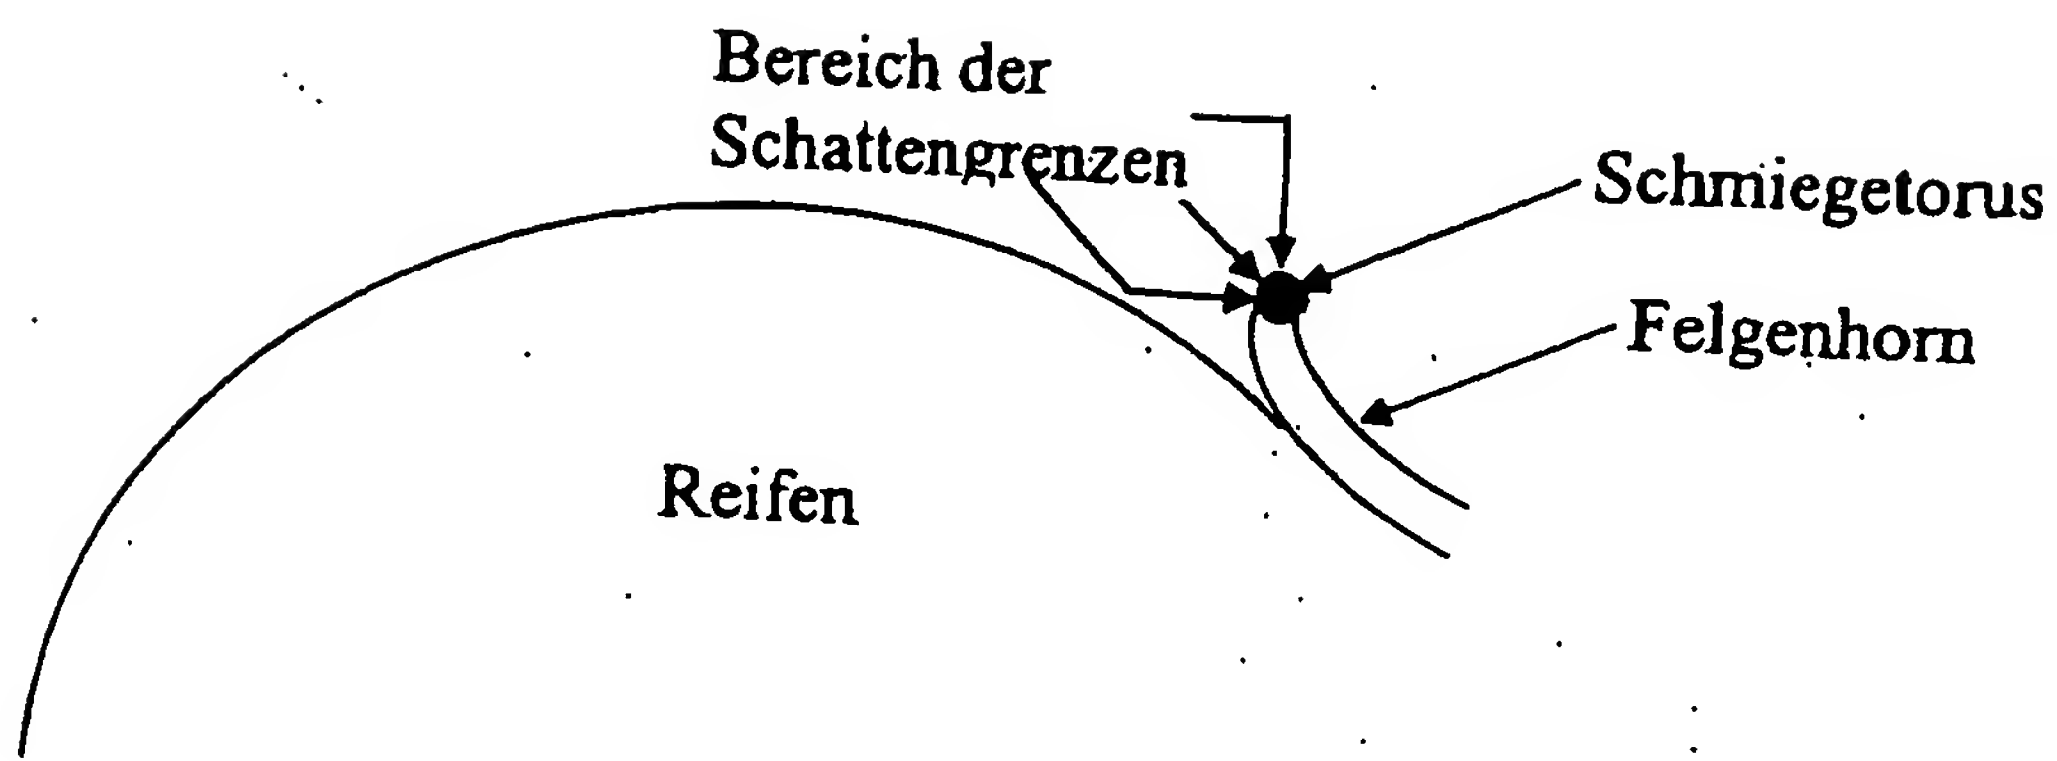 Bereich der
Schattengrenzen
Schmiegetorus
Felgenhorn
Reifen